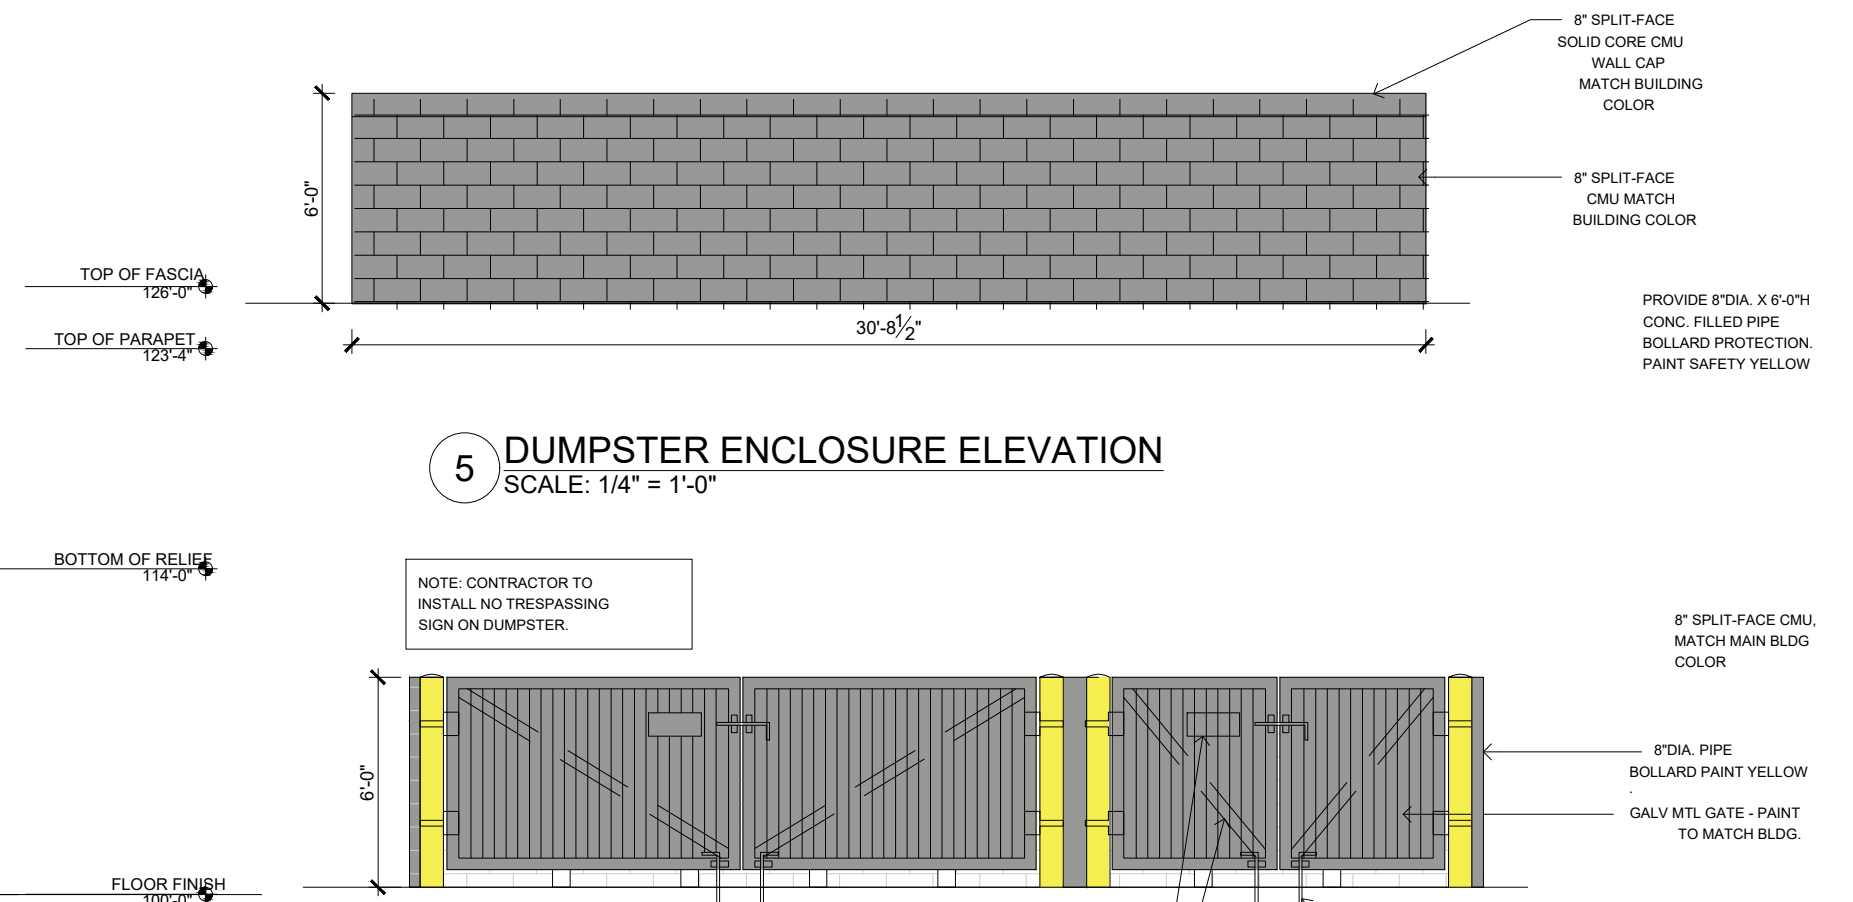 8" SPLIT-FACE
SOLID CORE CMU
WALL CAP
MATCH BUILDING
COLOR
6'-0"
8" SPLIT-FACE
CMU MATCH
BUILDING COLOR
TOP OF FASCIA
126'-0"
PROVIDE 8"DIA. X 6'-0"H
CONC. FILLED PIPE
BOLLARD PROTECTION.
PAINT SAFETY YELLOW
30'-8 1/2"
TOP OF PARAPET
123'-4"
5
DUMPSTER ENCLOSURE ELEVATION
SCALE: 1/4" = 1'-0"
BOTTOM OF RELIEF
114'-0"
NOTE: CONTRACTOR TO
INSTALL NO TRESPASSING
SIGN ON DUMPSTER.
8" SPLIT-FACE CMU,
MATCH MAIN BLDG
COLOR
6'-0"
8"DIA. PIPE
BOLLARD PAINT YELLOW
.
GALV MTL GATE - PAINT
TO MATCH BLDG.
FLOOR FINISH
100'-0"